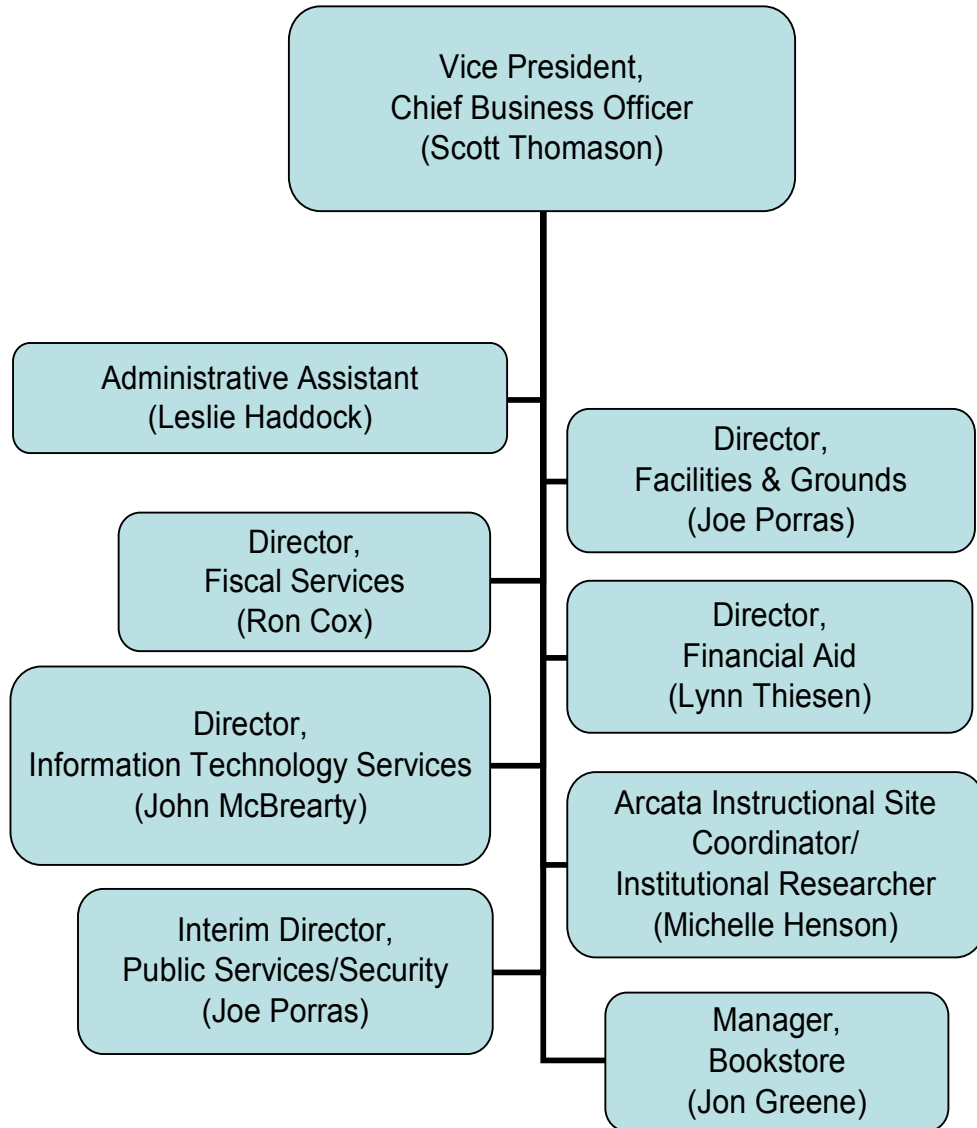 Vice President,
Chief Business Officer
(Scott Thomason)
Administrative Assistant
(Leslie Haddock)
Director,
Facilities & Grounds
(Joe Porras)
Director,
Fiscal Services
(Ron Cox)
Director,
Financial Aid
(Lynn Thiesen)
Director,
Information Technology Services
(John McBrearty)
Arcata Instructional Site
Coordinator/
Institutional Researcher
(Michelle Henson)
Interim Director,
Public Services/Security
(Joe Porras)
Manager,
Bookstore
(Jon Greene)